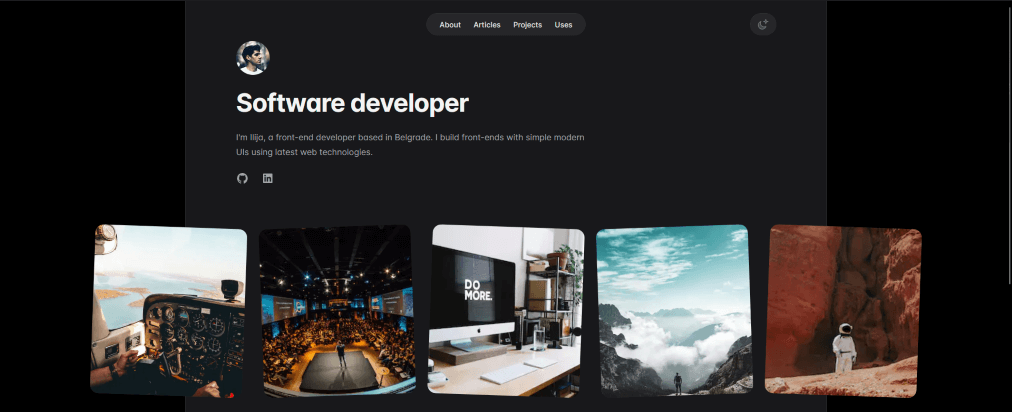 About Articles Projects Uses
Software developer
I'm Ilija, a front-end developer based in Belgrade. I build front-ends with simple modern
UIs using latest web technologies.
DO
MORE.